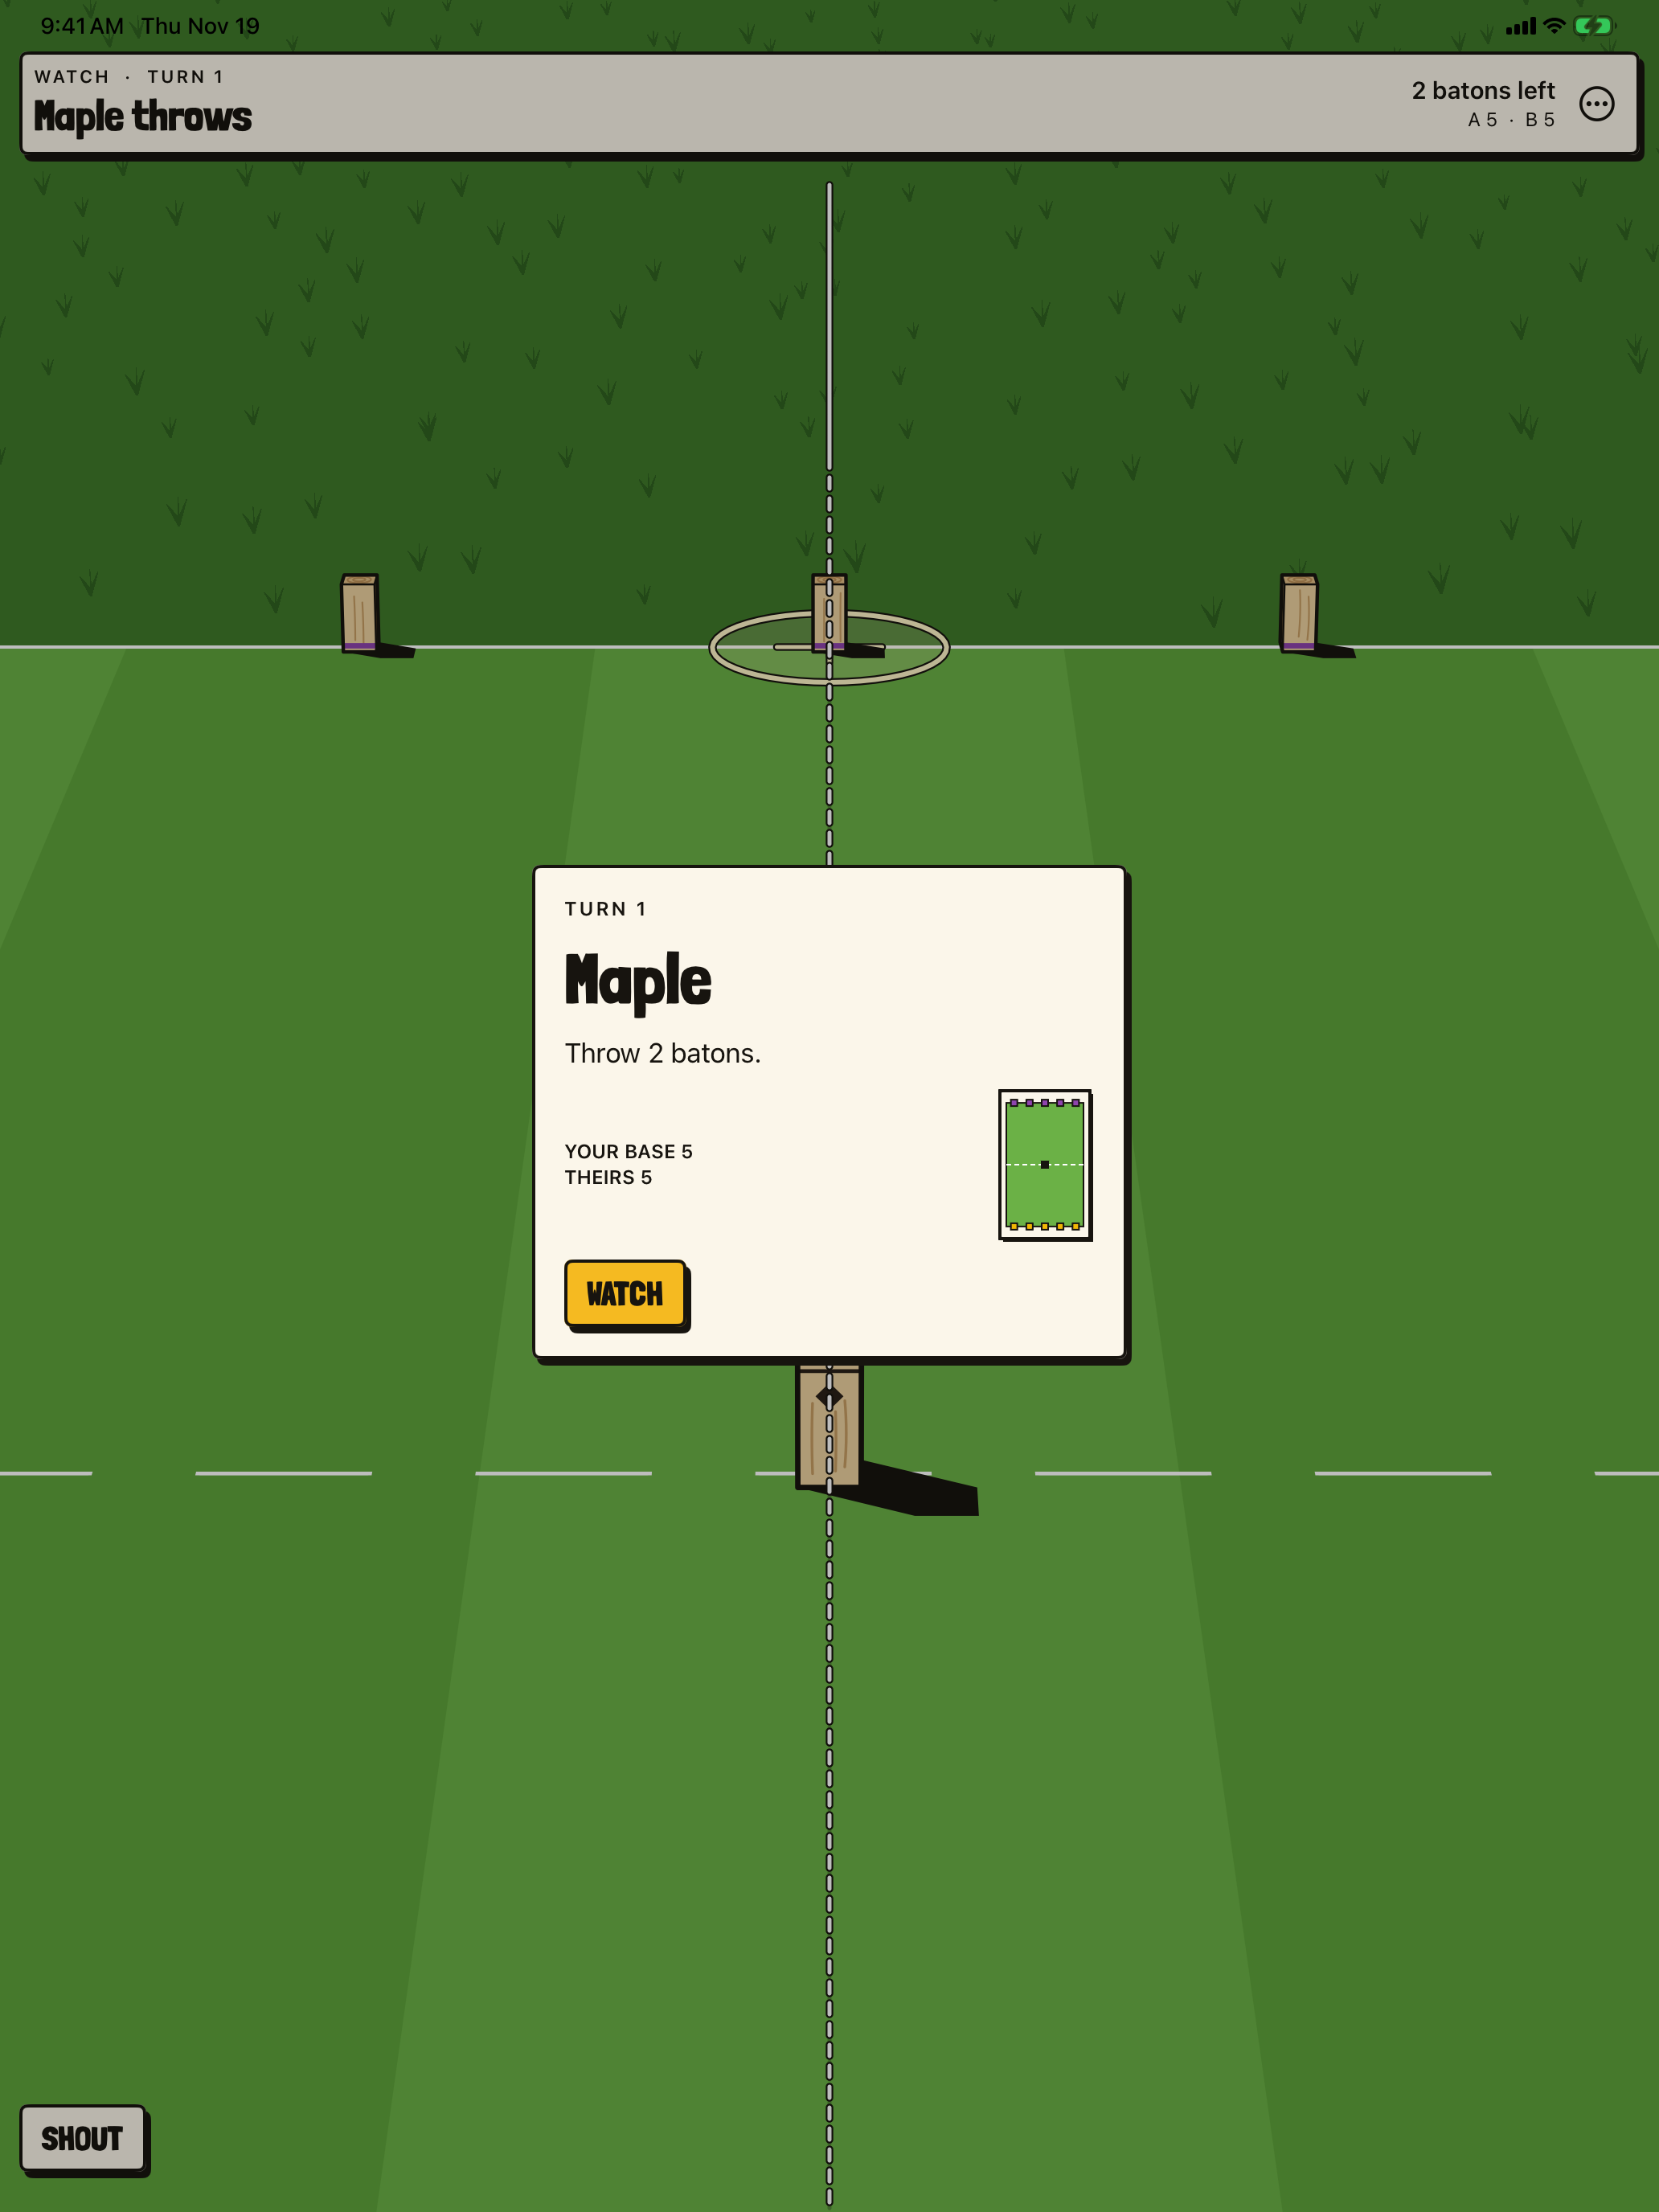 9:41 AM Thu Nov 19
WATCH · TURN 1
Maple throws
2 batons left
A 5 · B 5
TURN 1
Maple
Throw 2 batons.
YOUR BASE 5
THEIRS 5
WATCH
SHOUT